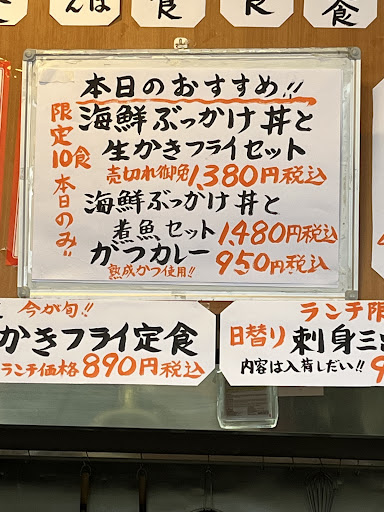 んは
食
食
本日のおすすめ!!
限定10食本日のみ!!
海鮮ぶっかけ丼と
生かきフライセット
売切れ御免1,380円税込
海鮮ぶっかけ丼と
煮魚セット1,480円税込
がつカレー950円税込
熟成かつ使用!!
今が旬!!
かきフライ定食
ランチ価格890円税込
ランチ限
日替り刺身三
内容は入荷しだい!!